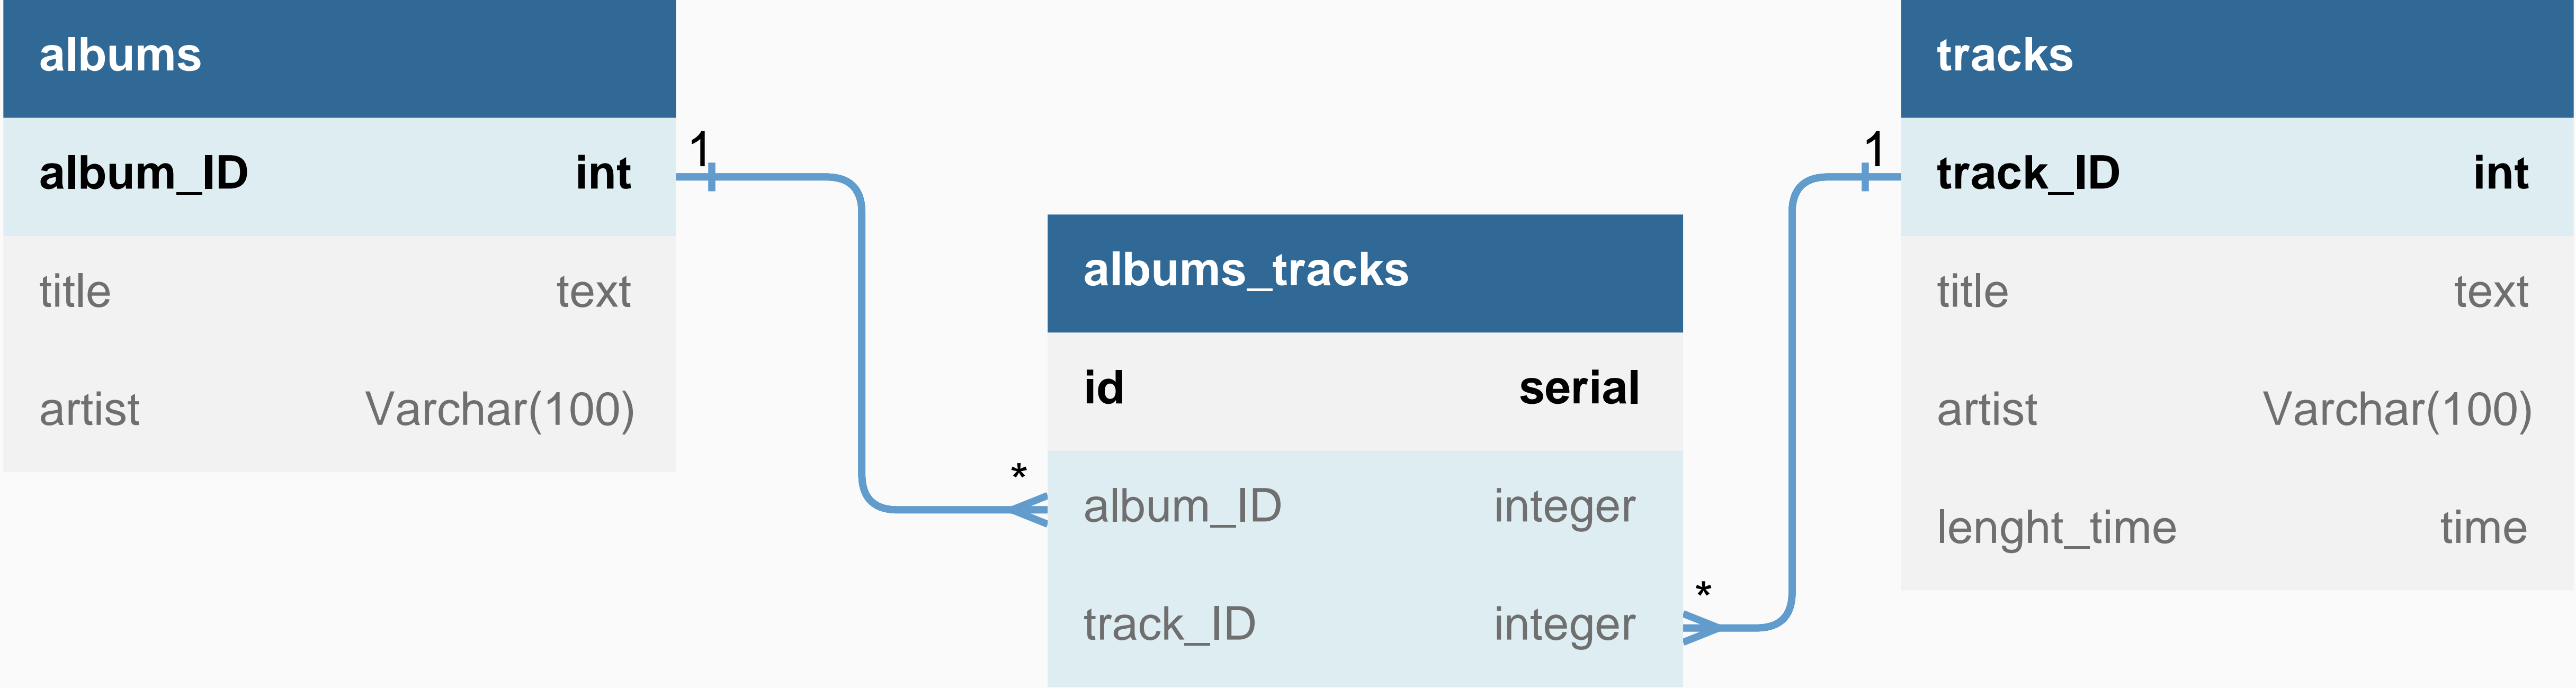 albums
album_ID int
title text
artist Varchar(100)
1
*
albums_tracks
id serial
album_ID integer
track_ID integer
*
1
tracks
track_ID int
title text
artist Varchar(100)
lenght_time time